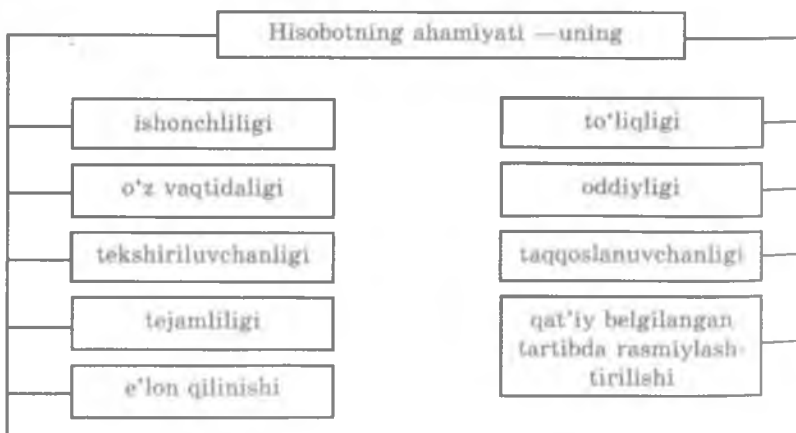 Hisobotning ahamiyati —uning
ishonchliligi
o‘z vaqtidaligi
tekshiriluvchanligi
tejamliligi
e’lon qilinishi
to‘liqligi
oddiyligi
taqqoslanuvchanligi
qat’iy belgilangan
tartibda rasmiylash-
tirilishi